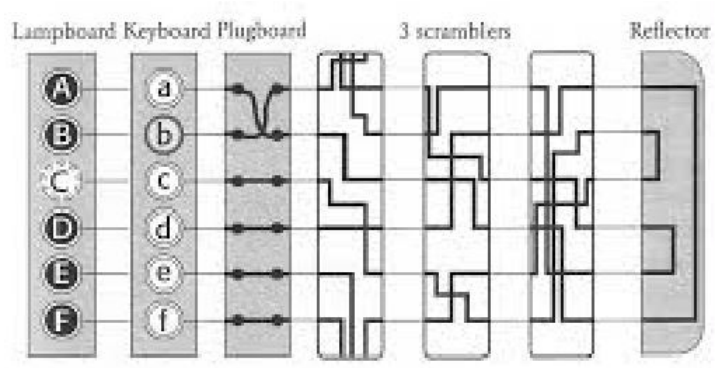 Lampboard Keyboard Plugboard 3 scramblers Reflector
A a
B b
C c
D d
E e
F f